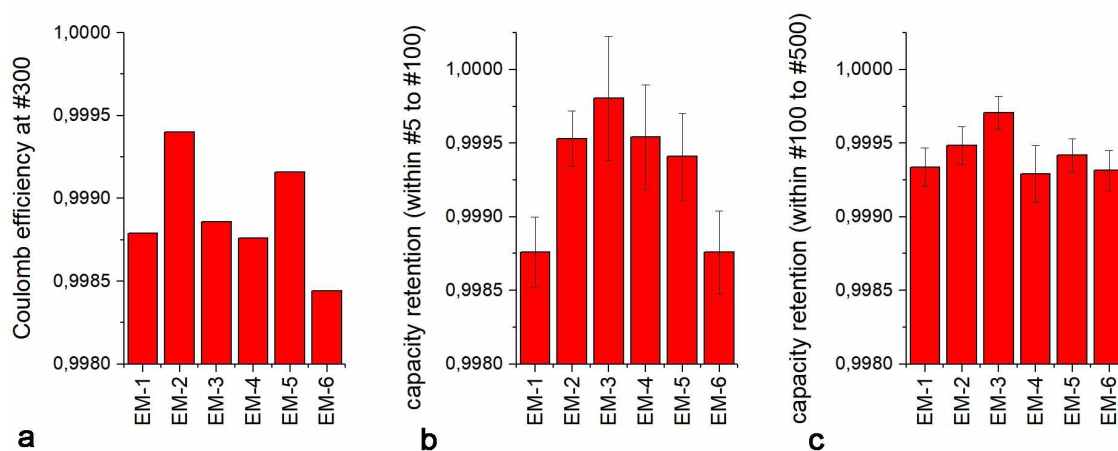 Coulomb efficiency at #300
1,0000
0,9995
0,9990
0,9985
0,9980
EM-1
EM-2
EM-3
EM-4
EM-5
EM-6
a
capacity retention (within #5 to #100)
1,0000
0,9995
0,9990
0,9985
0,9980
EM-1
EM-2
EM-3
EM-4
EM-5
EM-6
b
capacity retention (within #100 to #500)
1,0000
0,9995
0,9990
0,9985
0,9980
EM-1
EM-2
EM-3
EM-4
EM-5
EM-6
c